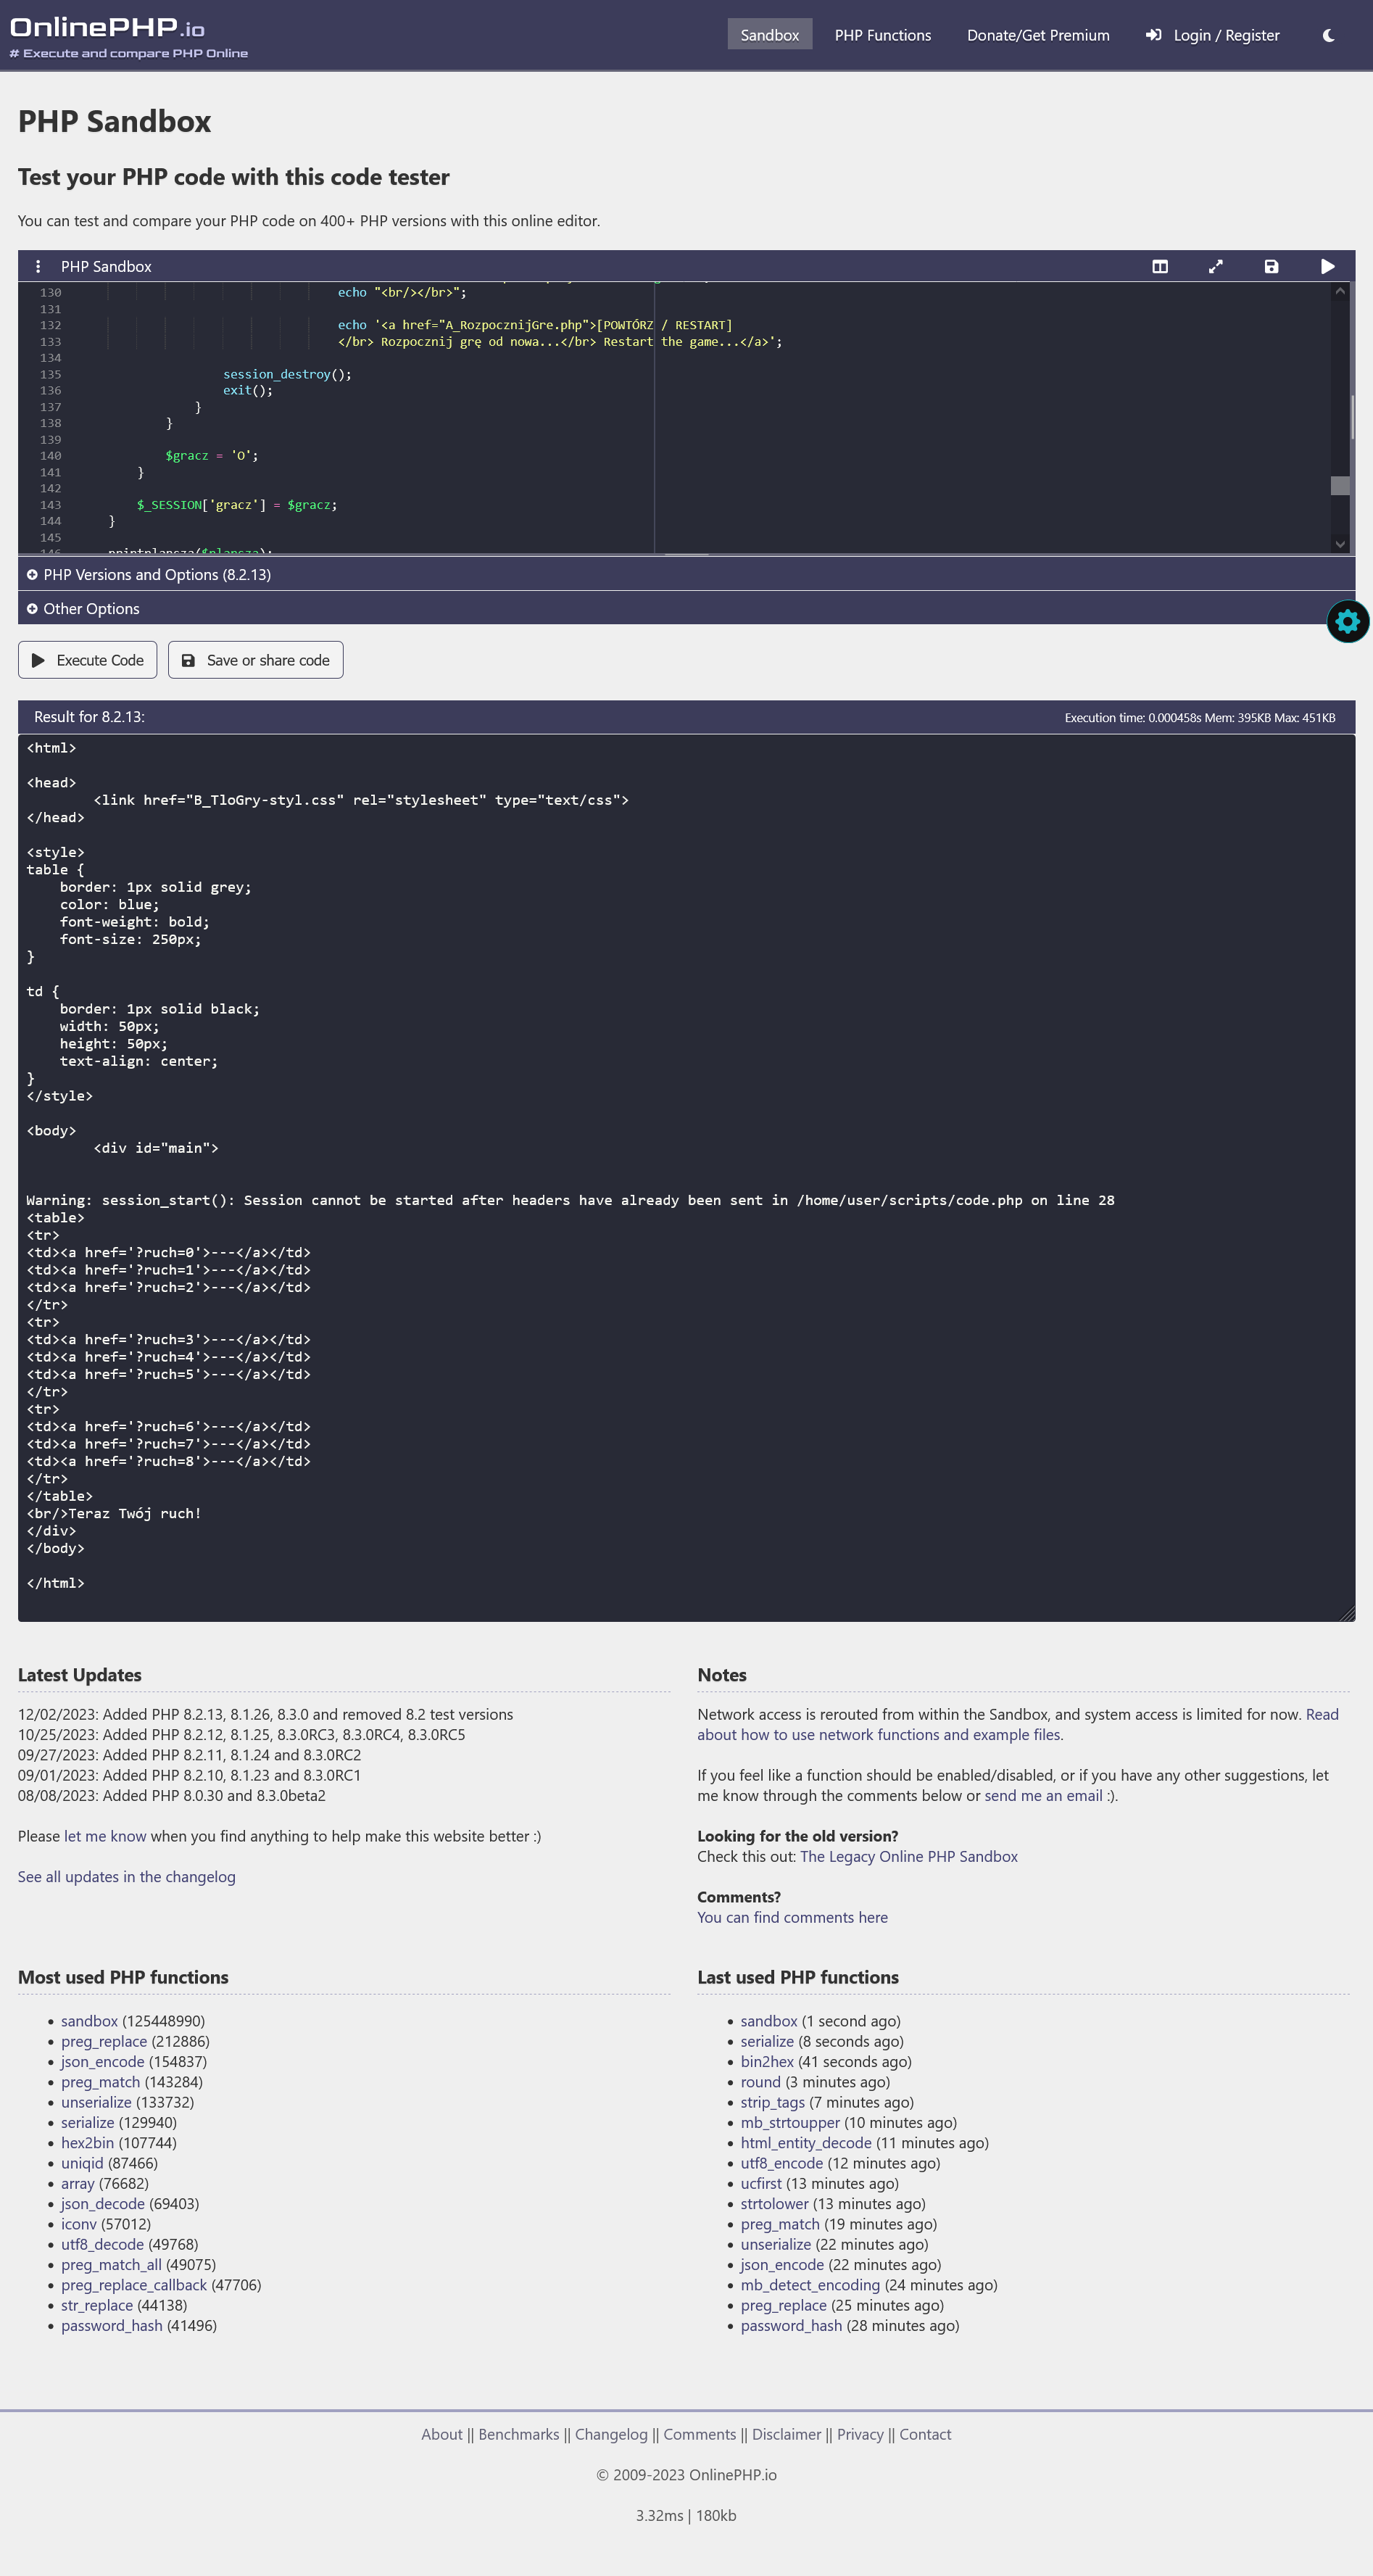 OnlinePHP.io
# Execute and compare PHP Online
Sandbox
PHP Functions
Donate/Get Premium
Login / Register
PHP Sandbox
Test your PHP code with this code tester
You can test and compare your PHP code on 400+ PHP versions with this online editor.
PHP Sandbox
130 echo "<br/></br>";
131
132 echo '<a href="A_RozpocznijGre.php">[POWTÓRZ / RESTART]
133 </br> Rozpocznij grę od nowa...</br> Restart the game...</a>';
134
135 session_destroy();
136 exit();
137 }
138 }
139
140 $gracz = 'O';
141 }
142
143 $_SESSION['gracz'] = $gracz;
144 }
145
146 printplansza($plansza);
PHP Versions and Options (8.2.13)
Other Options
Execute Code
Save or share code
Result for 8.2.13:
Execution time: 0.000458s Mem: 395KB Max: 451KB
<html>
<head>
<link href="B_TloGry-styl.css" rel="stylesheet" type="text/css">
</head>
<style>
table {
border: 1px solid grey;
color: blue;
font-weight: bold;
font-size: 250px;
}
td {
border: 1px solid black;
width: 50px;
height: 50px;
text-align: center;
}
</style>
<body>
<div id="main">
Warning: session_start(): Session cannot be started after headers have already been sent in /home/user/scripts/code.php on line 28
<table>
<tr>
<td><a href='?ruch=0'>---</a></td>
<td><a href='?ruch=1'>---</a></td>
<td><a href='?ruch=2'>---</a></td>
</tr>
<tr>
<td><a href='?ruch=3'>---</a></td>
<td><a href='?ruch=4'>---</a></td>
<td><a href='?ruch=5'>---</a></td>
</tr>
<tr>
<td><a href='?ruch=6'>---</a></td>
<td><a href='?ruch=7'>---</a></td>
<td><a href='?ruch=8'>---</a></td>
</tr>
</table>
<br/>Teraz Twój ruch!
</div>
</body>
</html>
Latest Updates
12/02/2023: Added PHP 8.2.13, 8.1.26, 8.3.0 and removed 8.2 test versions
10/25/2023: Added PHP 8.2.12, 8.1.25, 8.3.0RC3, 8.3.0RC4, 8.3.0RC5
09/27/2023: Added PHP 8.2.11, 8.1.24 and 8.3.0RC2
09/01/2023: Added PHP 8.2.10, 8.1.23 and 8.3.0RC1
08/08/2023: Added PHP 8.0.30 and 8.3.0beta2
Please let me know when you find anything to help make this website better :)
See all updates in the changelog
Notes
Network access is rerouted from within the Sandbox, and system access is limited for now. Read
about how to use network functions and example files.
If you feel like a function should be enabled/disabled, or if you have any other suggestions, let
me know through the comments below or send me an email :).
Looking for the old version?
Check this out: The Legacy Online PHP Sandbox
Comments?
You can find comments here
Most used PHP functions
sandbox (125448990)
preg_replace (212886)
json_encode (154837)
preg_match (143284)
unserialize (133732)
serialize (129940)
hex2bin (107744)
uniqid (87466)
array (76682)
json_decode (69403)
iconv (57012)
utf8_decode (49768)
preg_match_all (49075)
preg_replace_callback (47706)
str_replace (44138)
password_hash (41496)
Last used PHP functions
sandbox (1 second ago)
serialize (8 seconds ago)
bin2hex (41 seconds ago)
round (3 minutes ago)
strip_tags (7 minutes ago)
mb_strtoupper (10 minutes ago)
html_entity_decode (11 minutes ago)
utf8_encode (12 minutes ago)
ucfirst (13 minutes ago)
strtolower (13 minutes ago)
preg_match (19 minutes ago)
unserialize (22 minutes ago)
json_encode (22 minutes ago)
mb_detect_encoding (24 minutes ago)
preg_replace (25 minutes ago)
password_hash (28 minutes ago)
About || Benchmarks || Changelog || Comments || Disclaimer || Privacy || Contact
© 2009-2023 OnlinePHP.io
3.32ms | 180kb